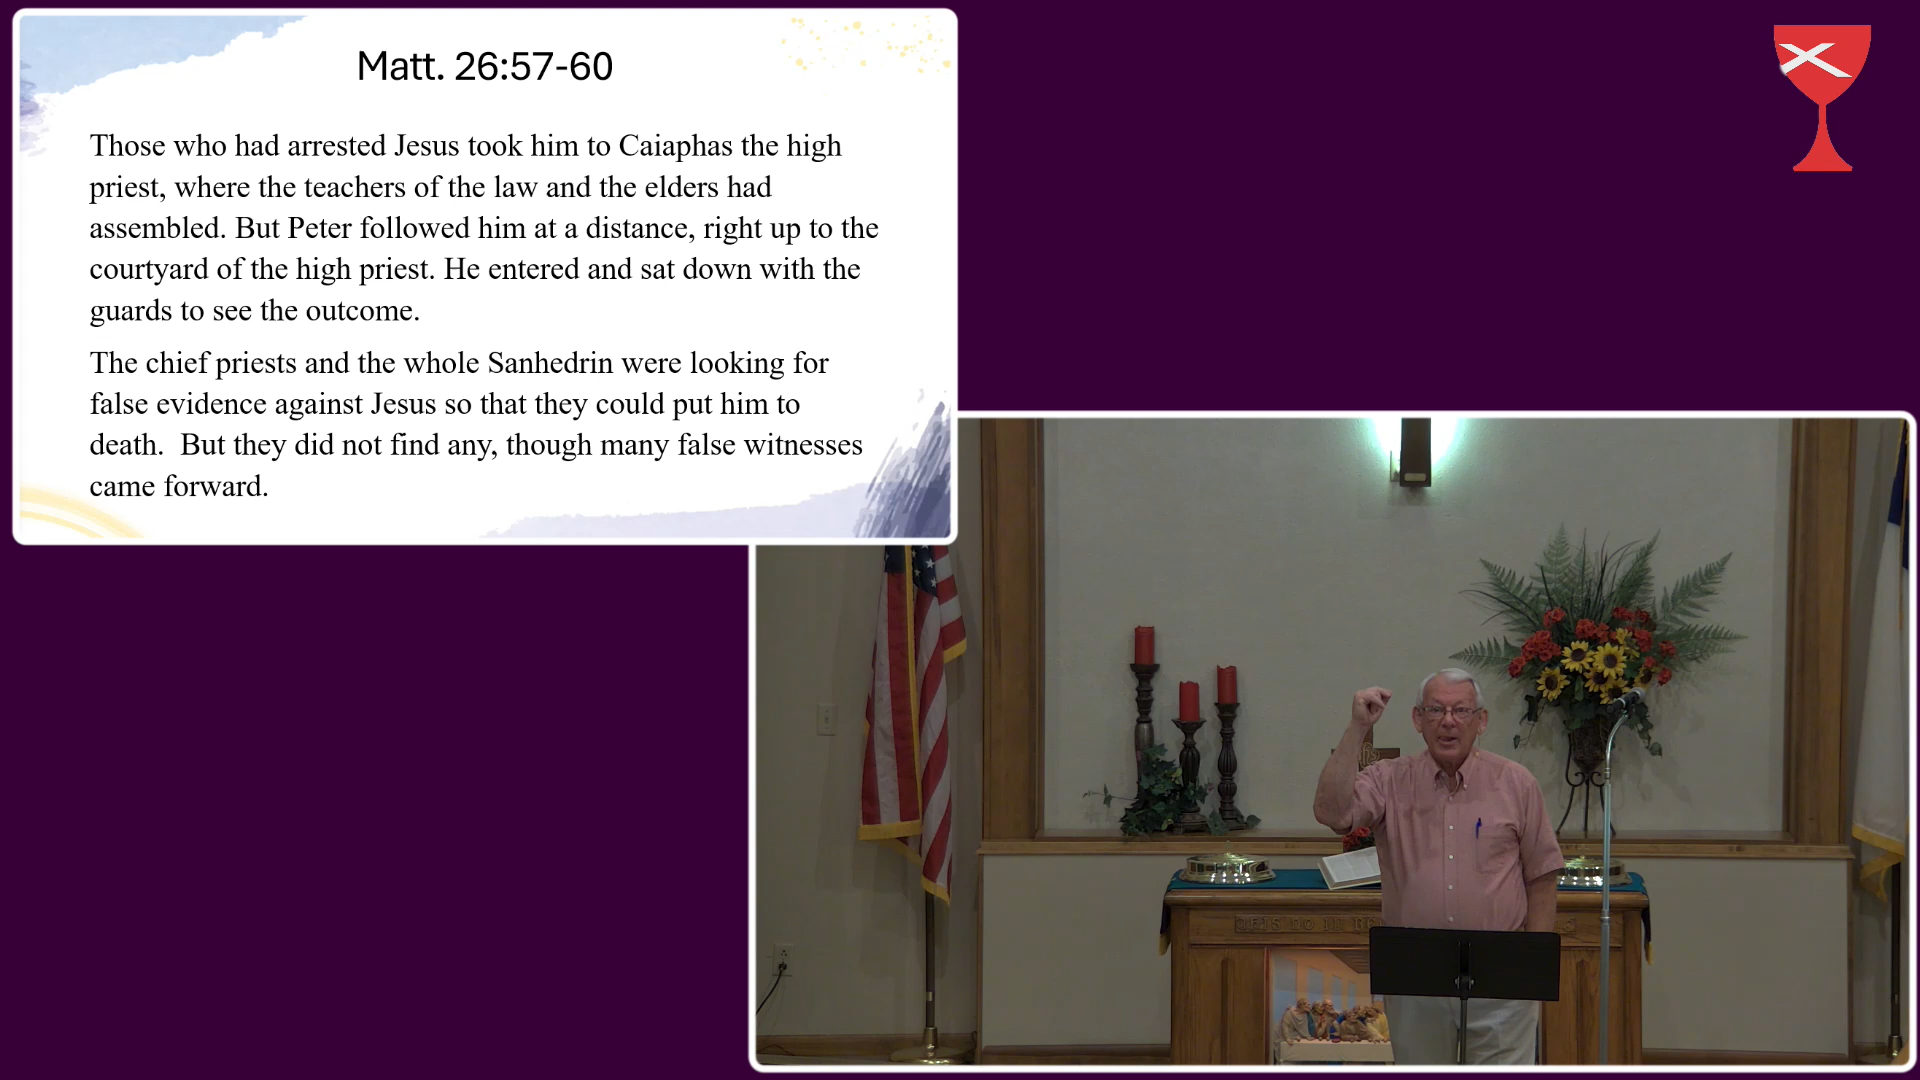 Matt. 26:57-60
Those who had arrested Jesus took him to Caiaphas the high
priest, where the teachers of the law and the elders had
assembled. But Peter followed him at a distance, right up to the
courtyard of the high priest. He entered and sat down with the
guards to see the outcome.
The chief priests and the whole Sanhedrin were looking for
false evidence against Jesus so that they could put him to
death.  But they did not find any, though many false witnesses
came forward.
THIS DO IN